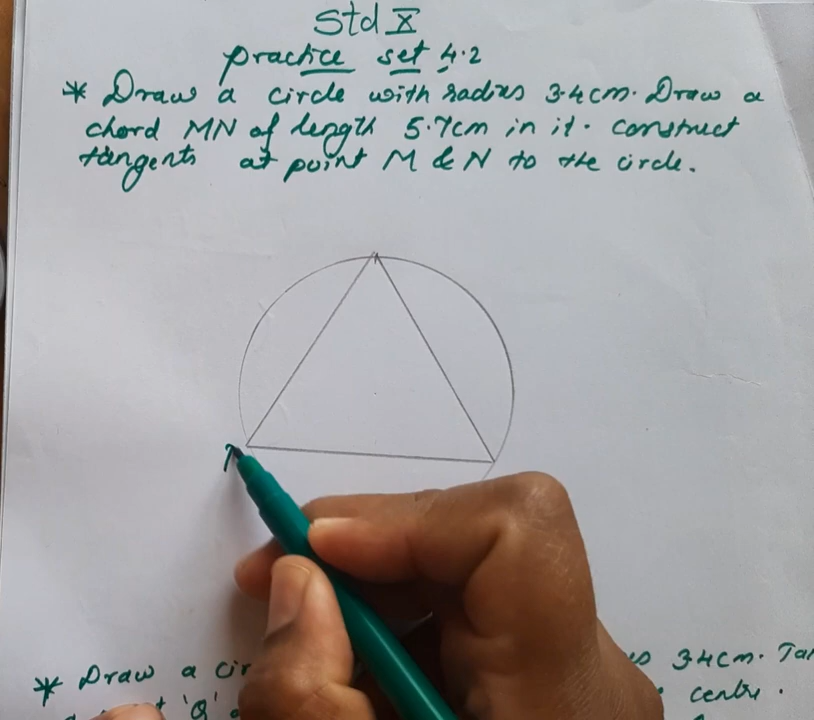 Std X
practice set 4.2
* Draw a circle with radius 3.4cm. Draw a
chord MN of length 5.7cm in it. construct
tangents at point M & N to the circle.
* Draw a cir 3.4cm. Tan
'Q' centre.